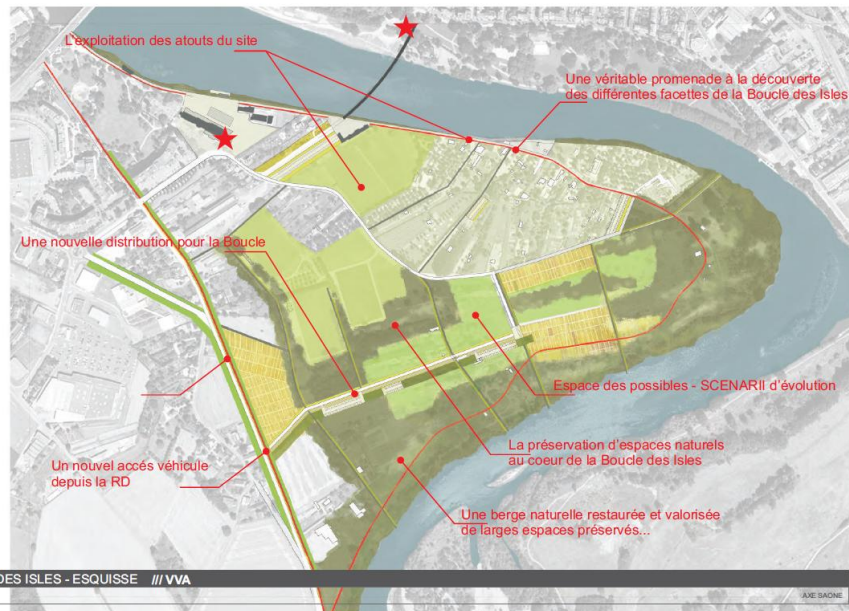 L'exploitation des atouts du site
Une véritable promenade à la découverte
des différentes facettes de la Boucle des Isles
Une nouvelle distribution pour la Boucle
Espace des possibles - SCENARII d'évolution
La préservation d'espaces naturels
au coeur de la Boucle des Isles
Un nouvel accés véhicule
depuis la RD
Une berge naturelle restaurée et valorisée
de larges espaces préservés...
DES ISLES - ESQUISSE /// VVA
AXE SAONE